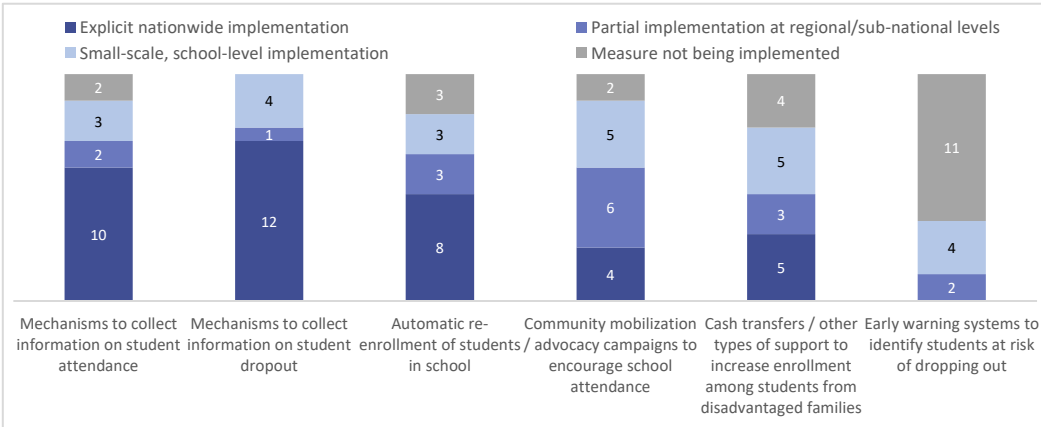 Explicit nationwide implementation
Partial implementation at regional/sub-national levels
Small-scale, school-level implementation
Measure not being implemented
2
3
2
10
4
1
12
3
3
3
8
2
5
6
4
4
5
3
5
11
4
2
Mechanisms to collect
information on student
attendance
Mechanisms to collect
information on student
dropout
Automatic re-
enrollment of students
in school
Community mobilization
/ advocacy campaigns to
encourage school
attendance
Cash transfers / other
types of support to
increase enrollment
among students from
disadvantaged families
Early warning systems to
identify students at risk
of dropping out